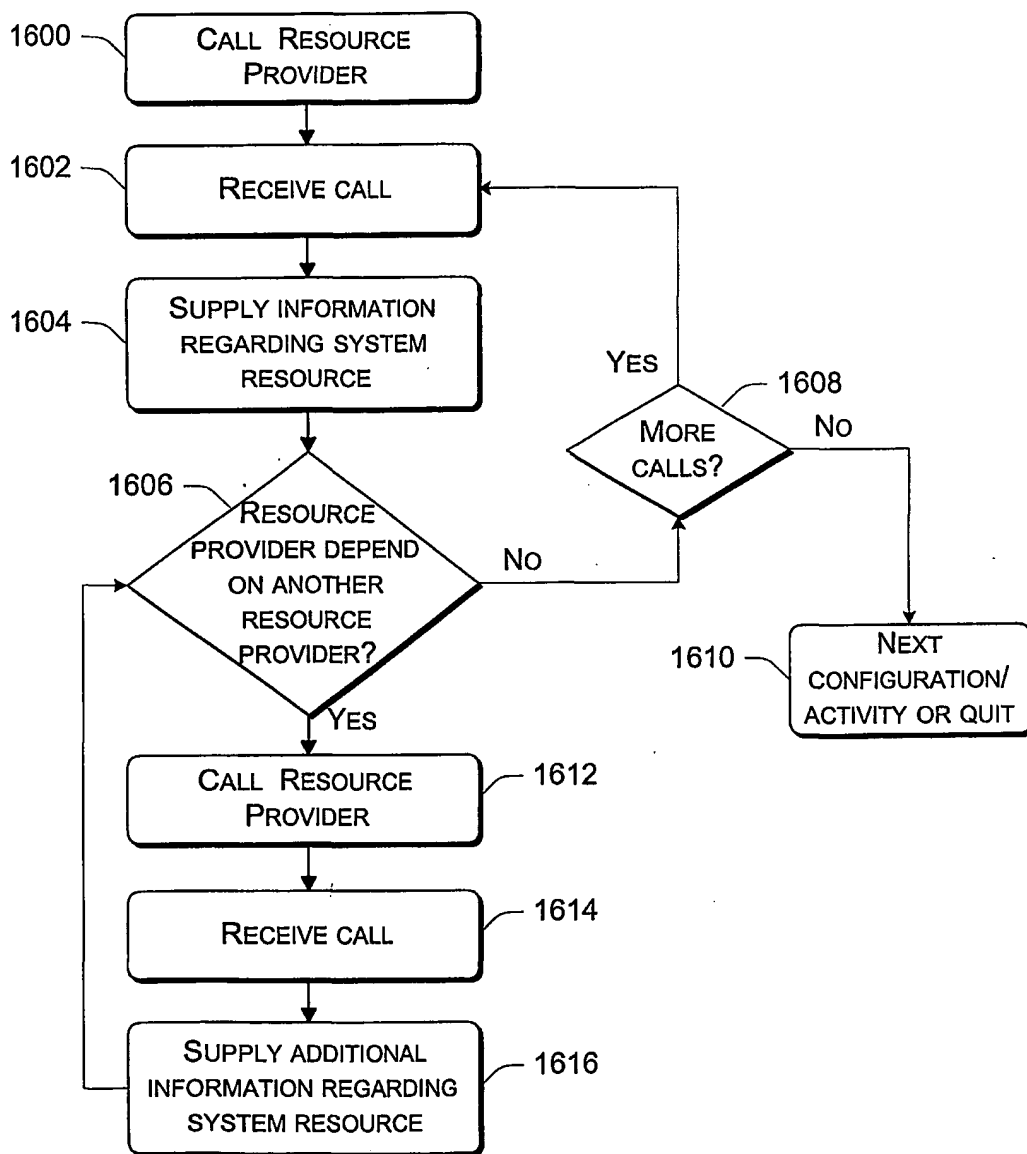 1600
CALL RESOURCE
PROVIDER
1602
RECEIVE CALL
1604
SUPPLY INFORMATION
REGARDING SYSTEM
RESOURCE
1606
RESOURCE
PROVIDER DEPEND
ON ANOTHER
RESOURCE
PROVIDER?
NO
YES
YES
1608
MORE
CALLS?
NO
1610
NEXT
CONFIGURATION/
ACTIVITY OR QUIT
CALL RESOURCE
PROVIDER
1612
RECEIVE CALL
1614
SUPPLY ADDITIONAL
INFORMATION REGARDING
SYSTEM RESOURCE
1616